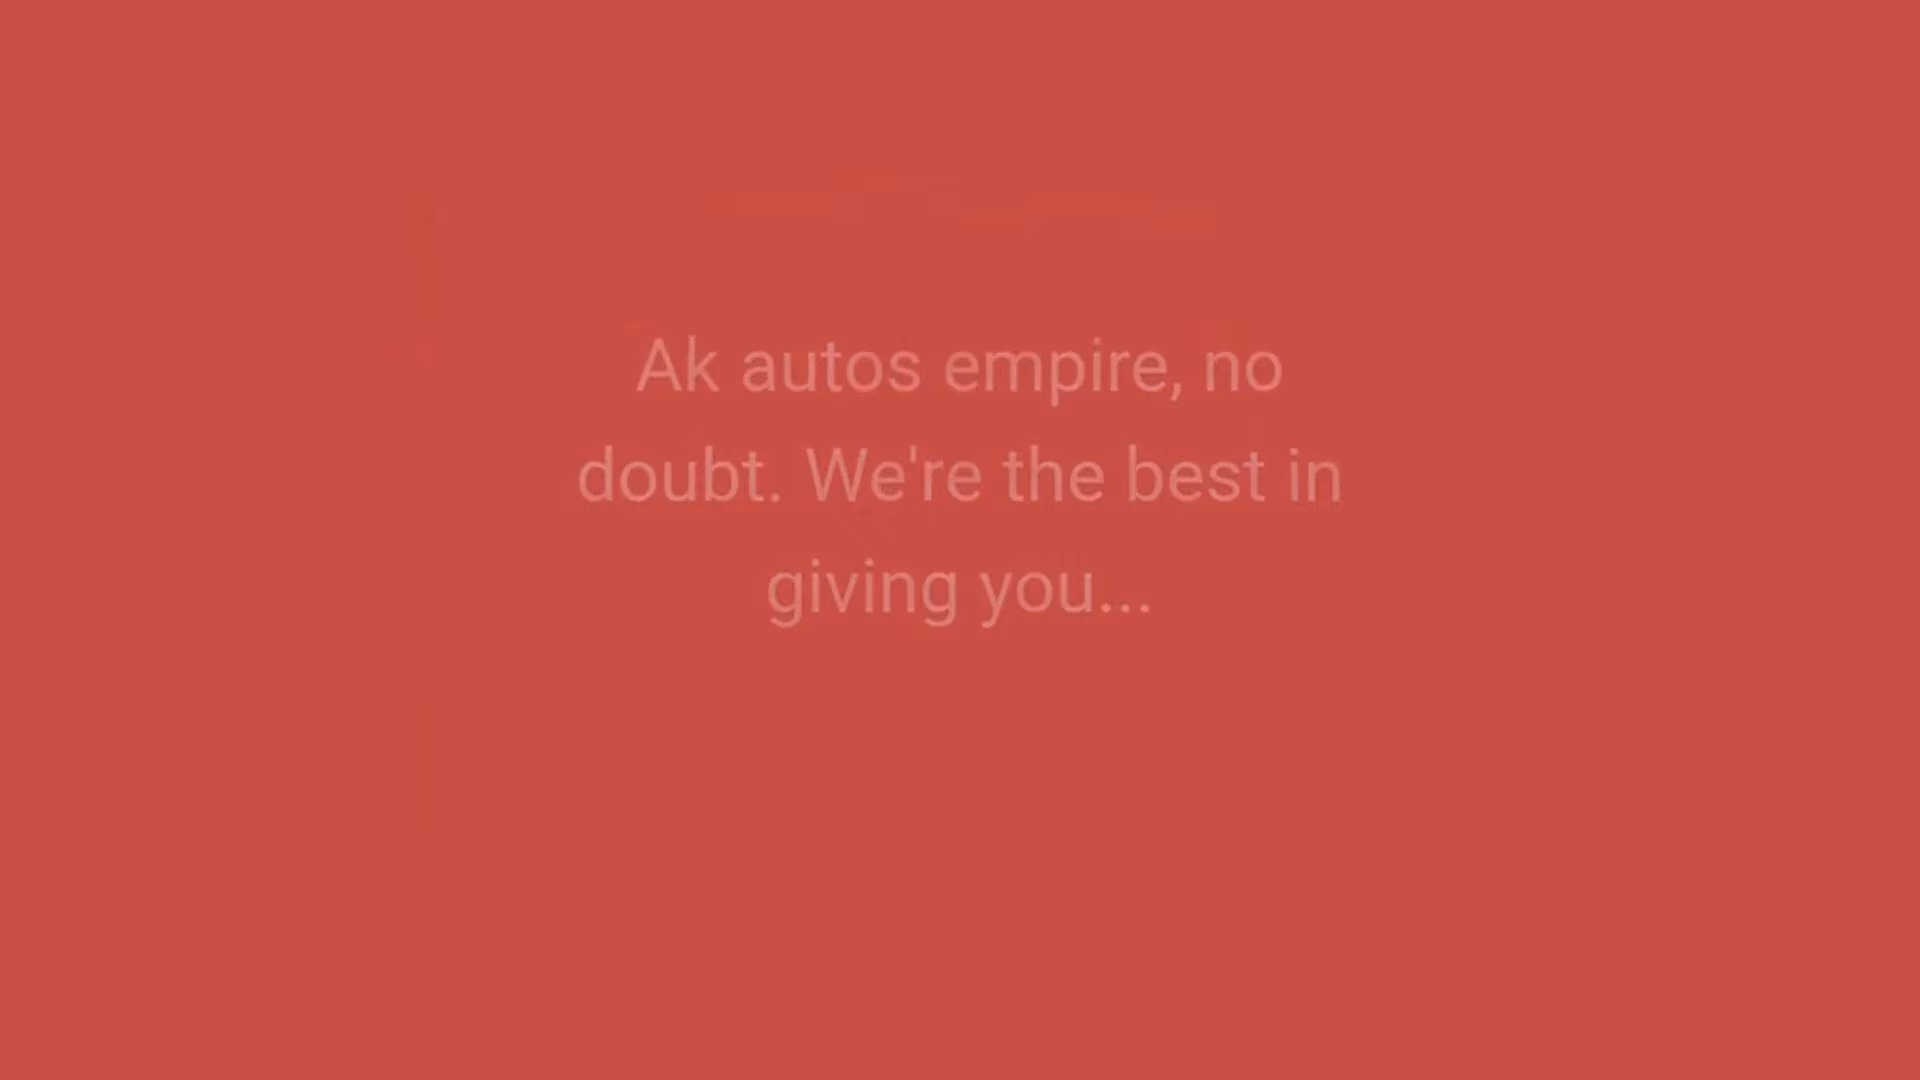 Ak autos empire, no
doubt. We're the best in
giving you...